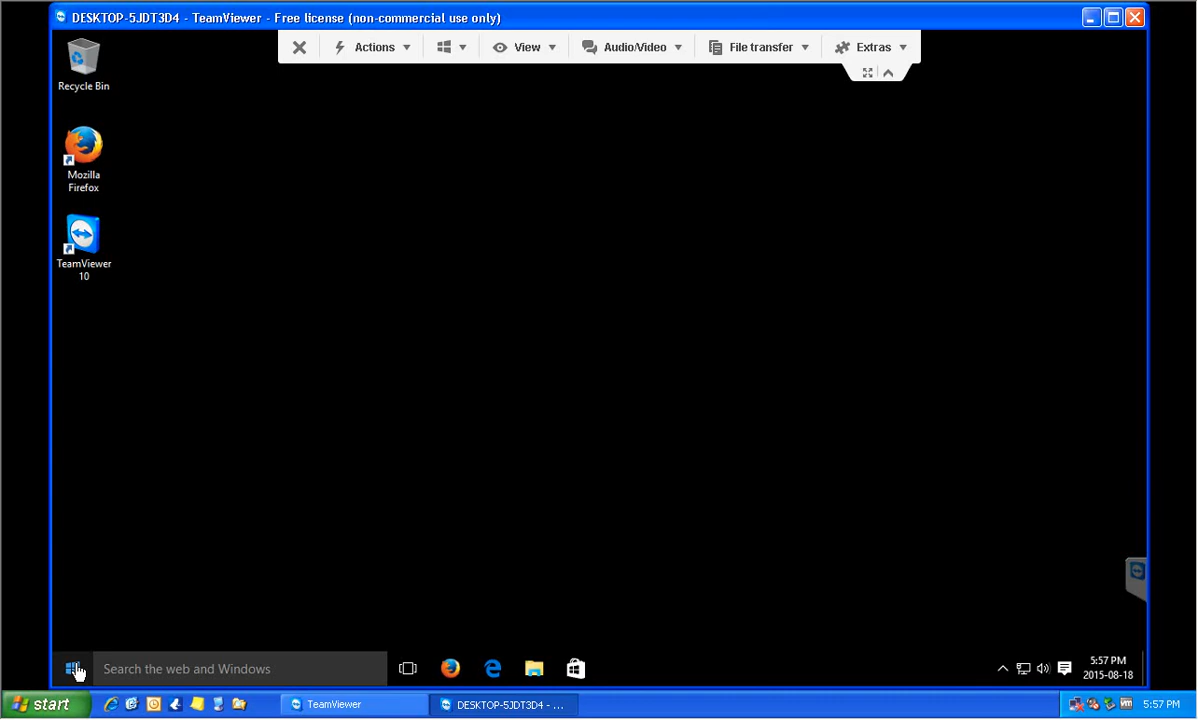 DESKTOP-5JDT3D4 - TeamViewer - Free license (non-commercial use only)
Actions View Audio/Video File transfer Extras
Recycle Bin
Mozilla
Firefox
TeamViewer
10
Search the web and Windows
5:57 PM
2015-08-18
start TeamViewer DESKTOP-5JDT3D4 - ... 5:57 PM